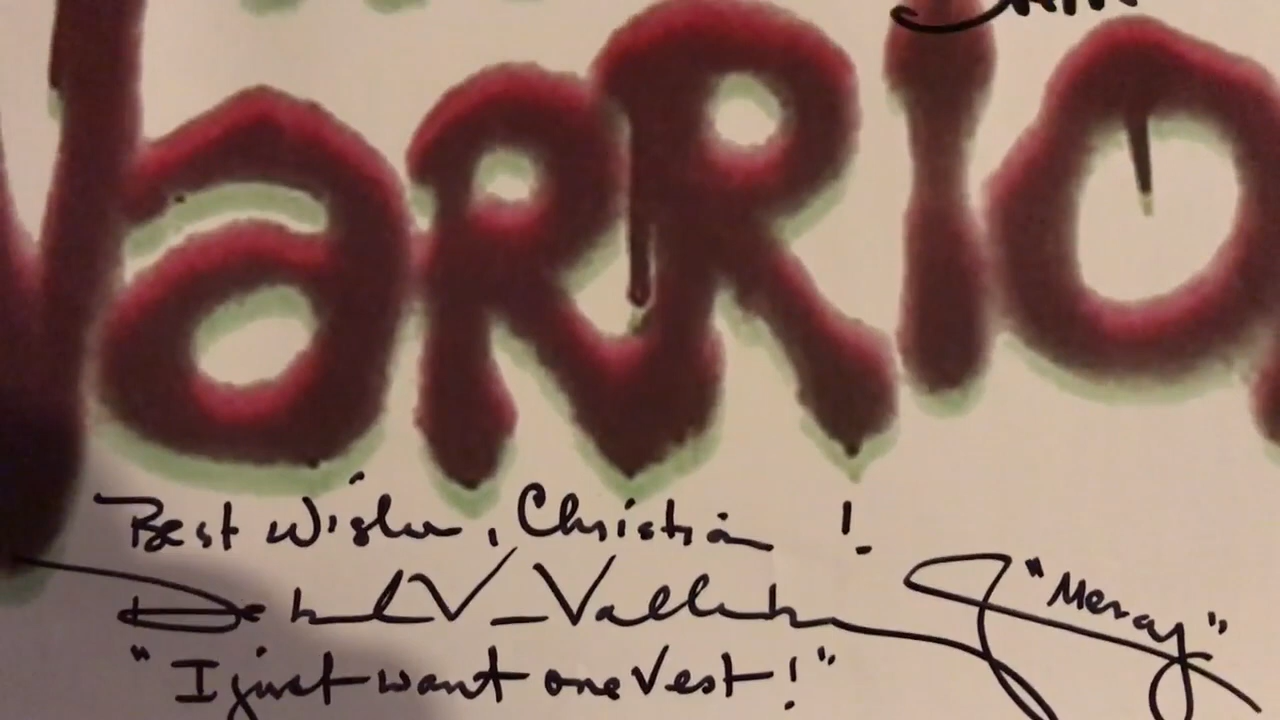 Warrio
Best Wishes, Christian!
"Mercy"
"I just want one Vest!"